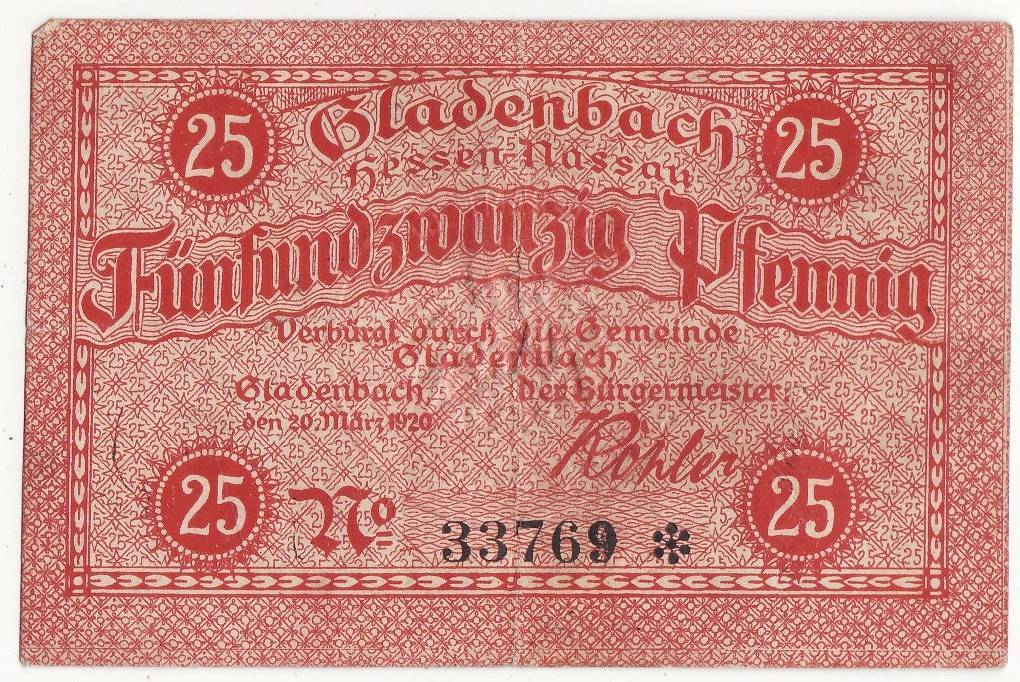 25 Gladenbach 25
Hessen-Nassau
Fünfundzwanzig Pfennig
Verbürgt durch die Gemeinde
Gladenbach
Gladenbach, Der Bürgermeister:
den 20. März 1920
Köhler
25 No 33769 * 25